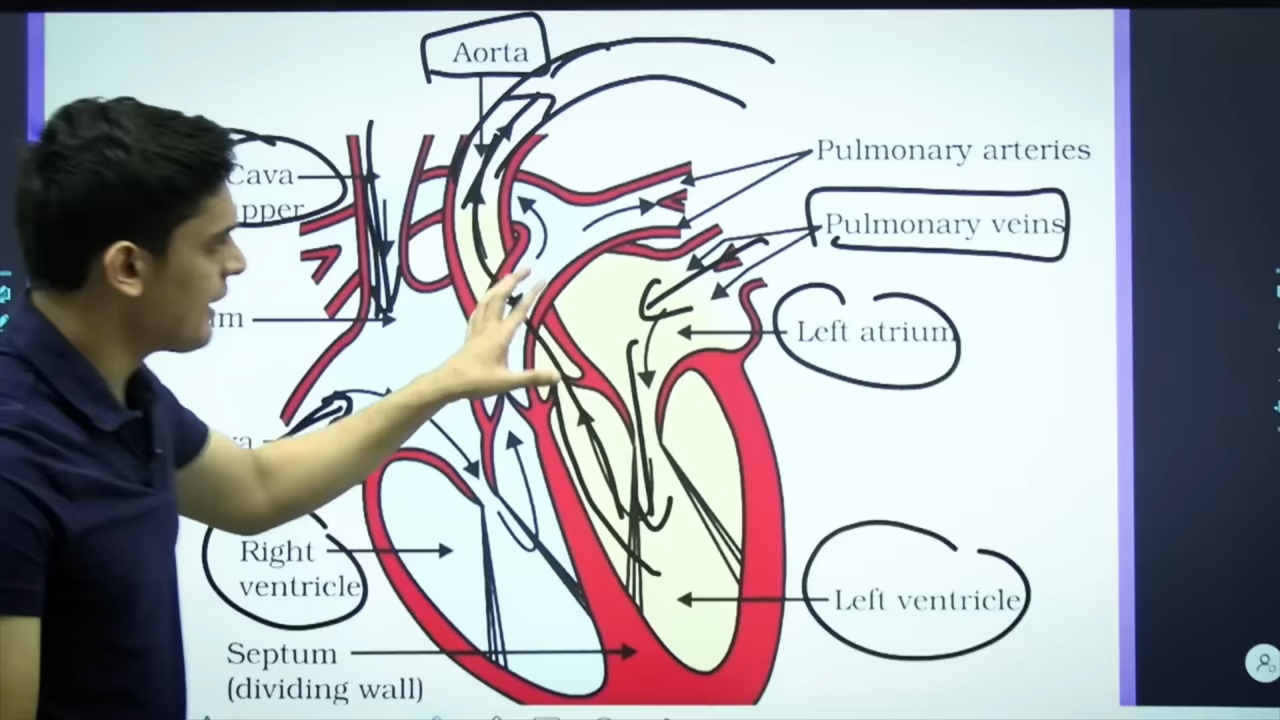 Aorta
Cava
pper
Pulmonary arteries
Pulmonary veins
Left atrium
Right
ventricle
Left ventricle
Septum
(dividing wall)